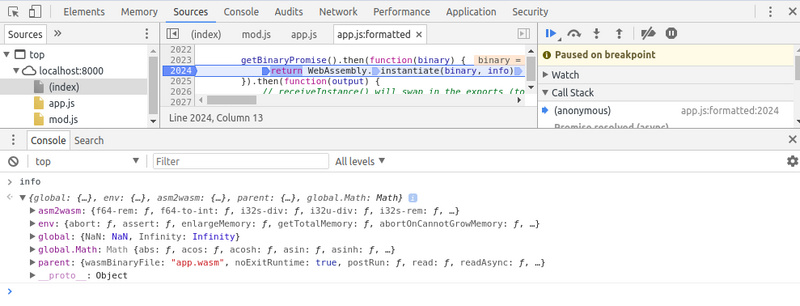 Elements Memory Sources Console Audits Network Performance Application Security
Sources
(index) mod.js app.js app.js:formatted
top
localhost:8000
(index)
app.js
mod.js
2022
2023 getBinaryPromise().then(function(binary) { binary =
2024 return WebAssembly.instantiate(binary, info)
2025 }).then(function(output) {
2026 // receiveInstance() will swap in the exports (to
2027
Line 2024, Column 13
Paused on breakpoint
Watch
Call Stack
(anonymous) app.js:formatted:2024
Promise resolved (async)
Console Search
top Filter All levels
info
{global: {…}, env: {…}, asm2wasm: {…}, parent: {…}, global.Math: Math}
asm2wasm: {f64-rem: ƒ, f64-to-int: ƒ, i32s-div: ƒ, i32u-div: ƒ, i32s-rem: ƒ, …}
env: {abort: ƒ, assert: ƒ, enlargeMemory: ƒ, getTotalMemory: ƒ, abortOnCannotGrowMemory: ƒ, …}
global: {NaN: NaN, Infinity: Infinity}
global.Math: Math {abs: ƒ, acos: ƒ, acosh: ƒ, asin: ƒ, asinh: ƒ, …}
parent: {wasmBinaryFile: "app.wasm", noExitRuntime: true, postRun: ƒ, read: ƒ, readAsync: ƒ, …}
__proto__: Object